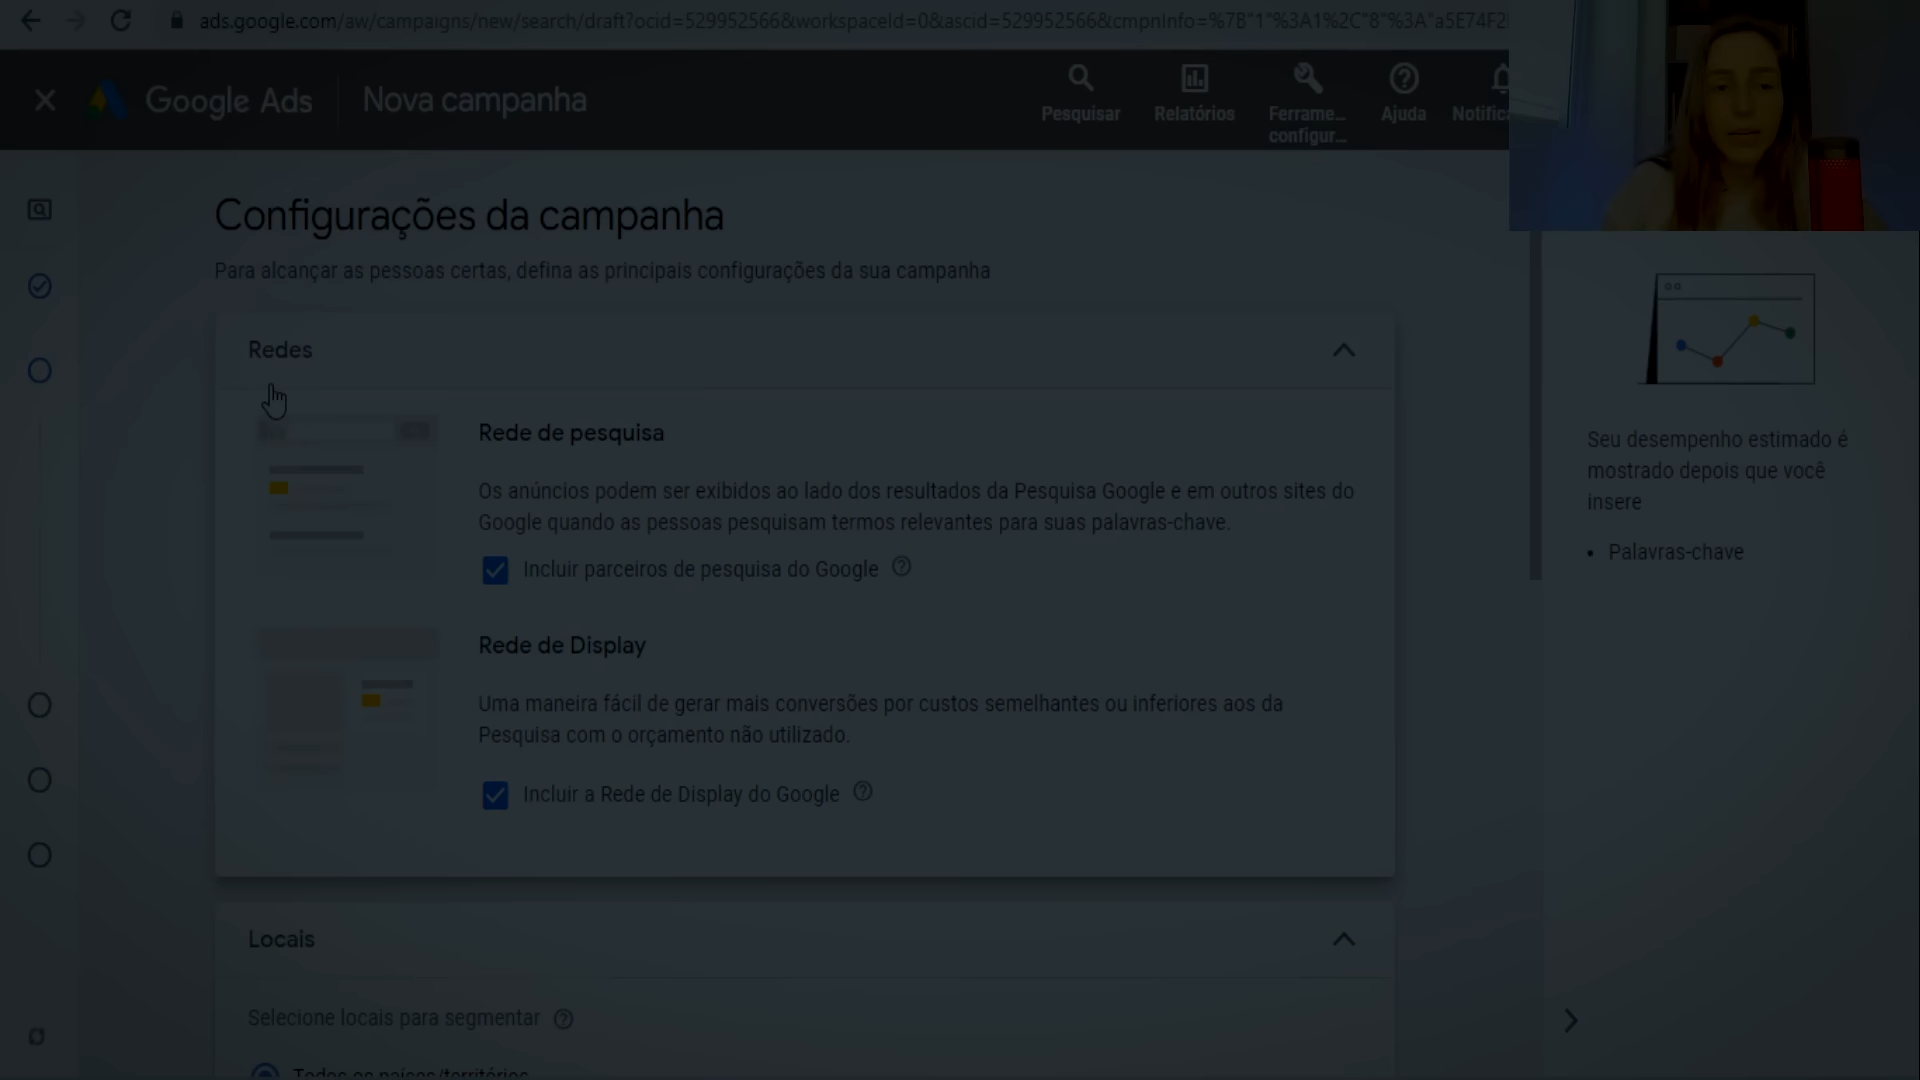 ads.google.com/aw/campaigns/new/search/draft?ocid=529952566&workspaceId=0&ascid=529952566&cmpnInfo=%7B"1"%3A1%2C"8"%3A"a5E74F2
Google Ads
Nova campanha
Pesquisar
Relatórios
Ferrame...
configur...
Ajuda
Notific
Configurações da campanha
Para alcançar as pessoas certas, defina as principais configurações da sua campanha
Redes
Rede de pesquisa
Os anúncios podem ser exibidos ao lado dos resultados da Pesquisa Google e em outros sites do
Google quando as pessoas pesquisam termos relevantes para suas palavras-chave.
Incluir parceiros de pesquisa do Google
Rede de Display
Uma maneira fácil de gerar mais conversões por custos semelhantes ou inferiores aos da
Pesquisa com o orçamento não utilizado.
Incluir a Rede de Display do Google
Locais
Selecione locais para segmentar
Todos os países/territórios
Seu desempenho estimado é
mostrado depois que você
insere
• Palavras-chave